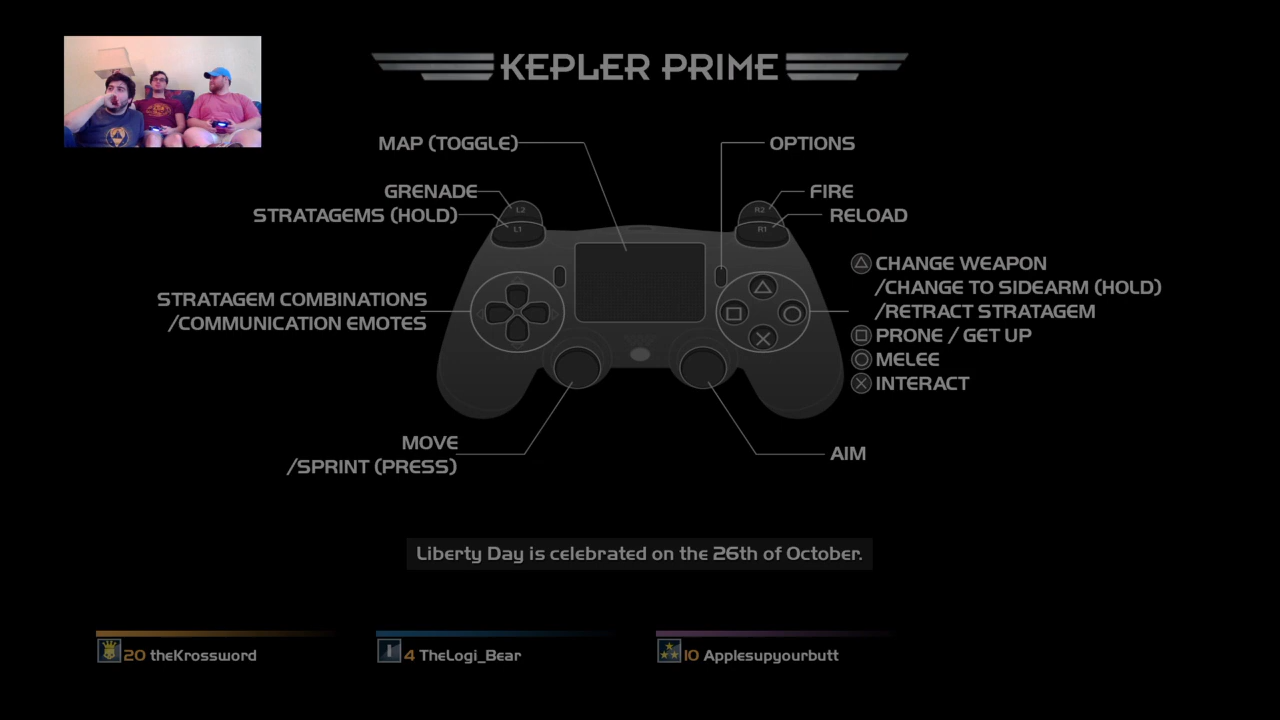 KEPLER PRIME
MAP (TOGGLE)
OPTIONS
GRENADE
FIRE
STRATAGEMS (HOLD)
RELOAD
L2
L1
R2
R1
CHANGE WEAPON
/CHANGE TO SIDEARM (HOLD)
/RETRACT STRATAGEM
PRONE / GET UP
MELEE
INTERACT
STRATAGEM COMBINATIONS
/COMMUNICATION EMOTES
MOVE
/SPRINT (PRESS)
AIM
Liberty Day is celebrated on the 26th of October.
20 theKrossword
4 TheLogi_Bear
10 Applesupyourbutt